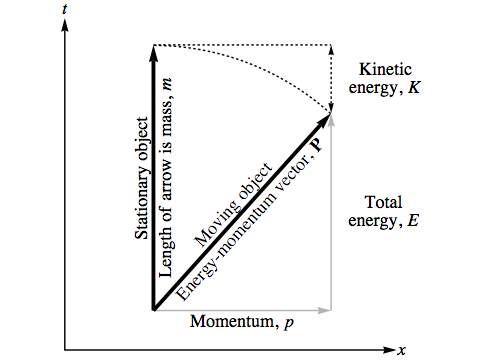 t
Kinetic
energy, K
Stationary object
Length of arrow is mass, m
Moving object
Energy-momentum vector, P
Total
energy, E
Momentum, p
x